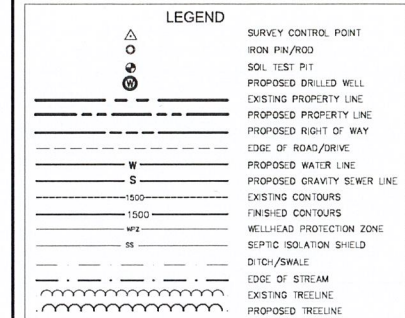 LEGEND
SURVEY CONTROL POINT
IRON PIN/ROD
SOIL TEST PIT
W PROPOSED DRILLED WELL
EXISTING PROPERTY LINE
PROPOSED PROPERTY LINE
PROPOSED RIGHT OF WAY
EDGE OF ROAD/DRIVE
W PROPOSED WATER LINE
S PROPOSED GRAVITY SEWER LINE
1500 EXISTING CONTOURS
1500 FINISHED CONTOURS
WPZ WELLHEAD PROTECTION ZONE
SS SEPTIC ISOLATION SHIELD
DITCH/SWALE
EDGE OF STREAM
EXISTING TREELINE
PROPOSED TREELINE